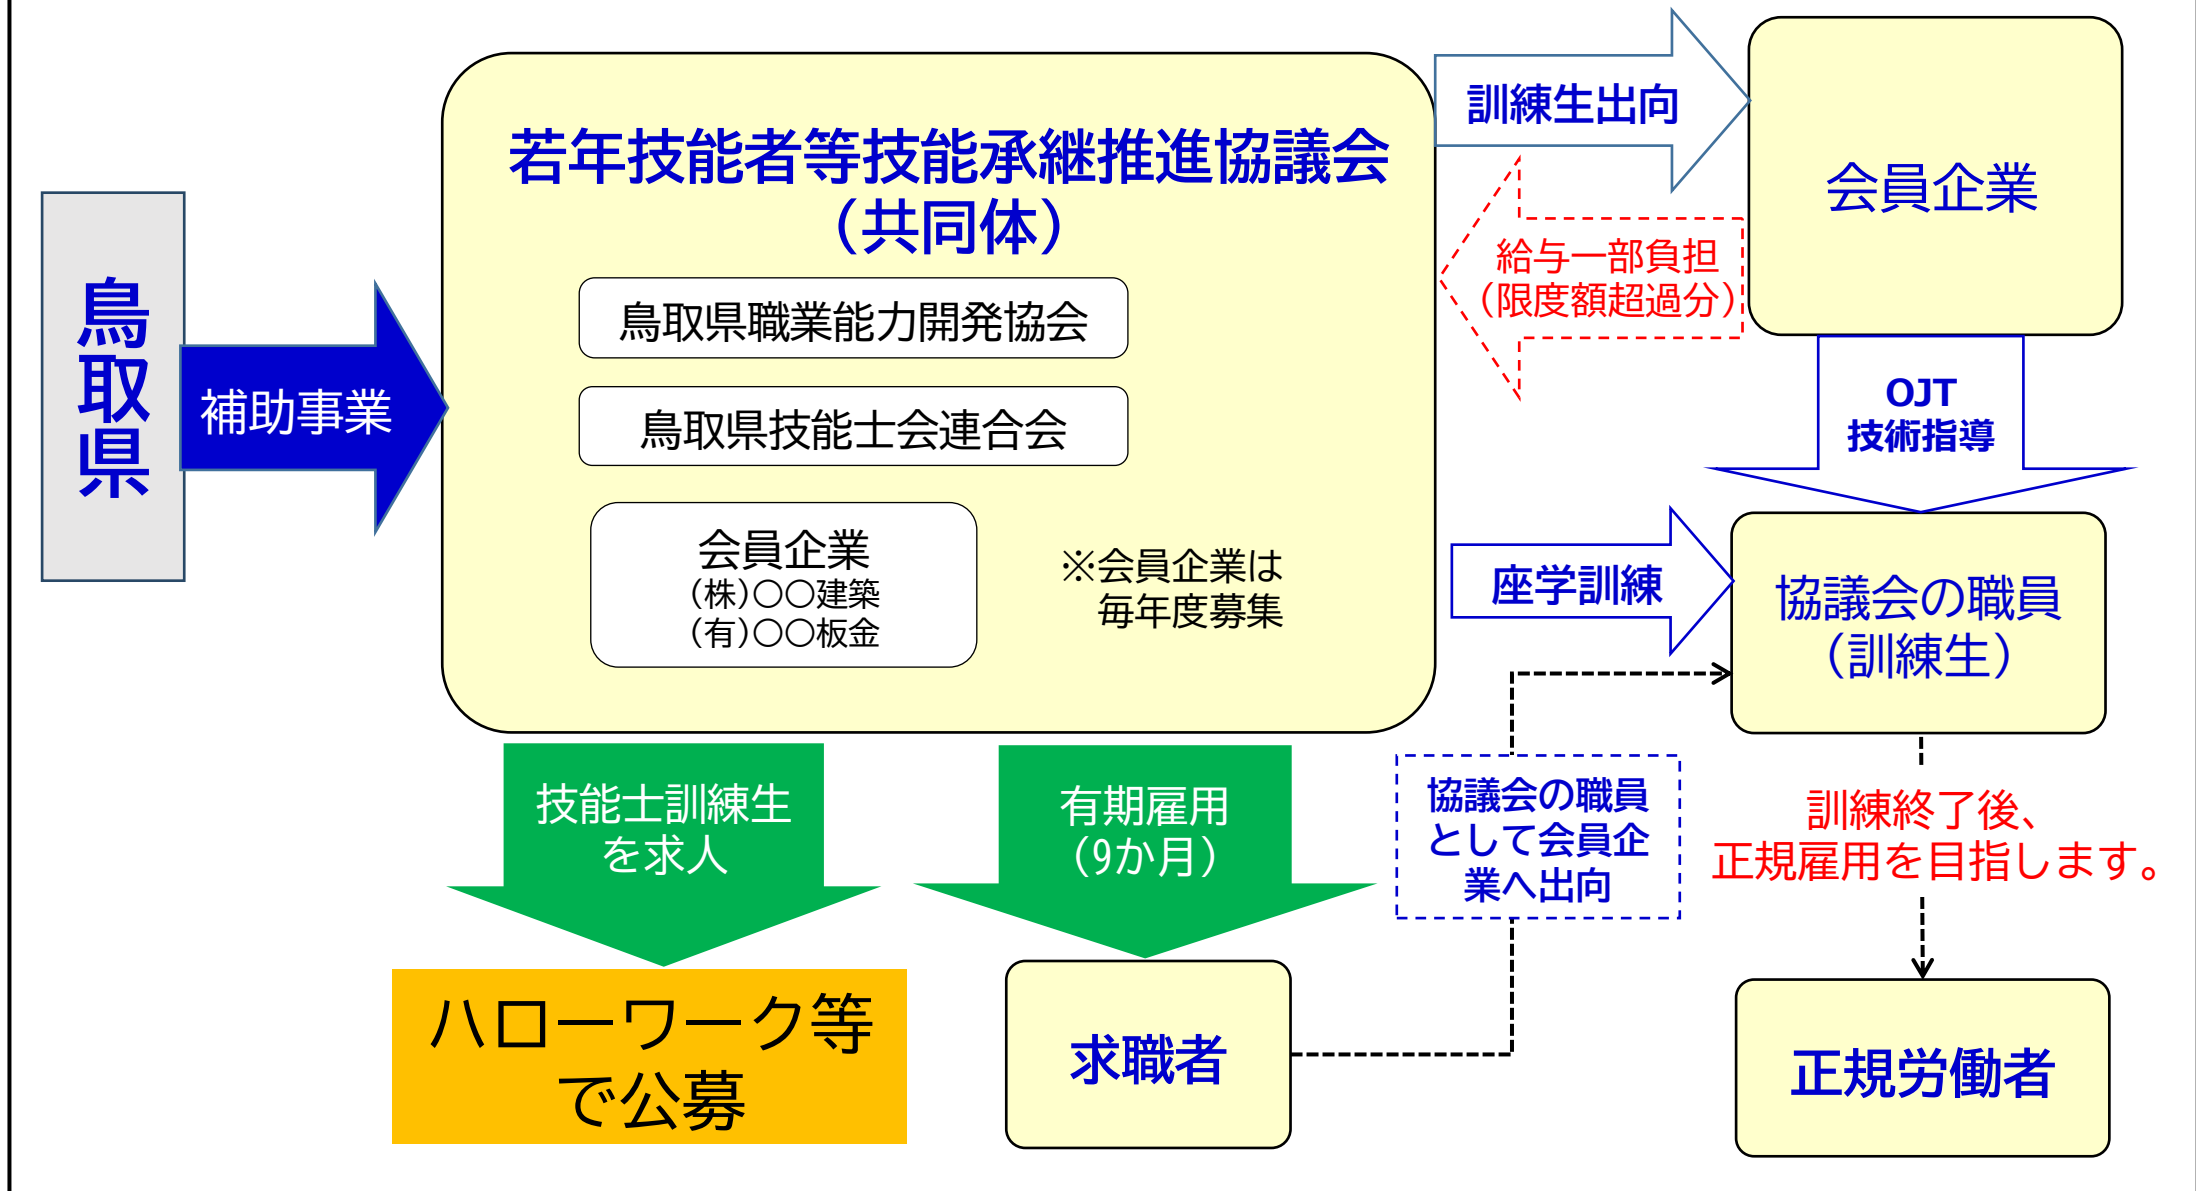 鳥取県
補助事業
若年技能者等技能承継推進協議会
（共同体）
鳥取県職業能力開発協会
鳥取県技能士会連合会
会員企業
（株）〇〇建築
（有）〇〇板金
※会員企業は
毎年度募集
訓練生出向
給与一部負担
（限度額超過分）
会員企業
OJT
技術指導
座学訓練
協議会の職員
（訓練生）
技能士訓練生
を求人
有期雇用
（9か月）
協議会の職員
として会員企
業へ出向
訓練終了後、
正規雇用を目指します。
ハローワーク等
で公募
求職者
正規労働者